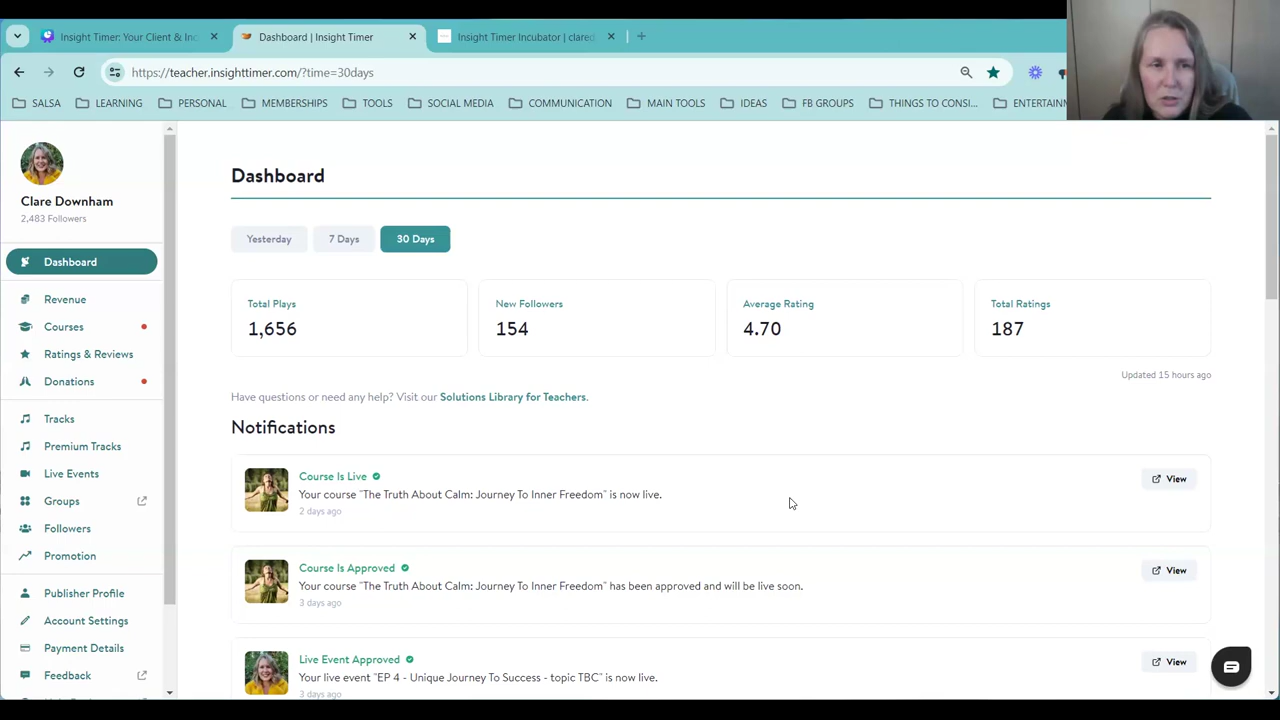 Insight Timer: Your Client & Inc
Dashboard | Insight Timer
Insight Timer Incubator | clared
https://teacher.insighttimer.com/?time=30days
SALSA
LEARNING
PERSONAL
MEMBERSHIPS
TOOLS
SOCIAL MEDIA
COMMUNICATION
MAIN TOOLS
IDEAS
FB GROUPS
THINGS TO CONSI...
ENTERTAINM
Clare Downham
2,483 Followers
Dashboard
Revenue
Courses
Ratings & Reviews
Donations
Tracks
Premium Tracks
Live Events
Groups
Followers
Promotion
Publisher Profile
Account Settings
Payment Details
Feedback
Dashboard
Yesterday
7 Days
30 Days
Total Plays
1,656
New Followers
154
Average Rating
4.70
Total Ratings
187
Updated 15 hours ago
Have questions or need any help? Visit our Solutions Library for Teachers.
Notifications
Course Is Live
Your course "The Truth About Calm: Journey To Inner Freedom" is now live.
2 days ago
View
Course Is Approved
Your course "The Truth About Calm: Journey To Inner Freedom" has been approved and will be live soon.
3 days ago
View
Live Event Approved
Your live event "EP 4 - Unique Journey To Success - topic TBC" is now live.
3 days ago
View